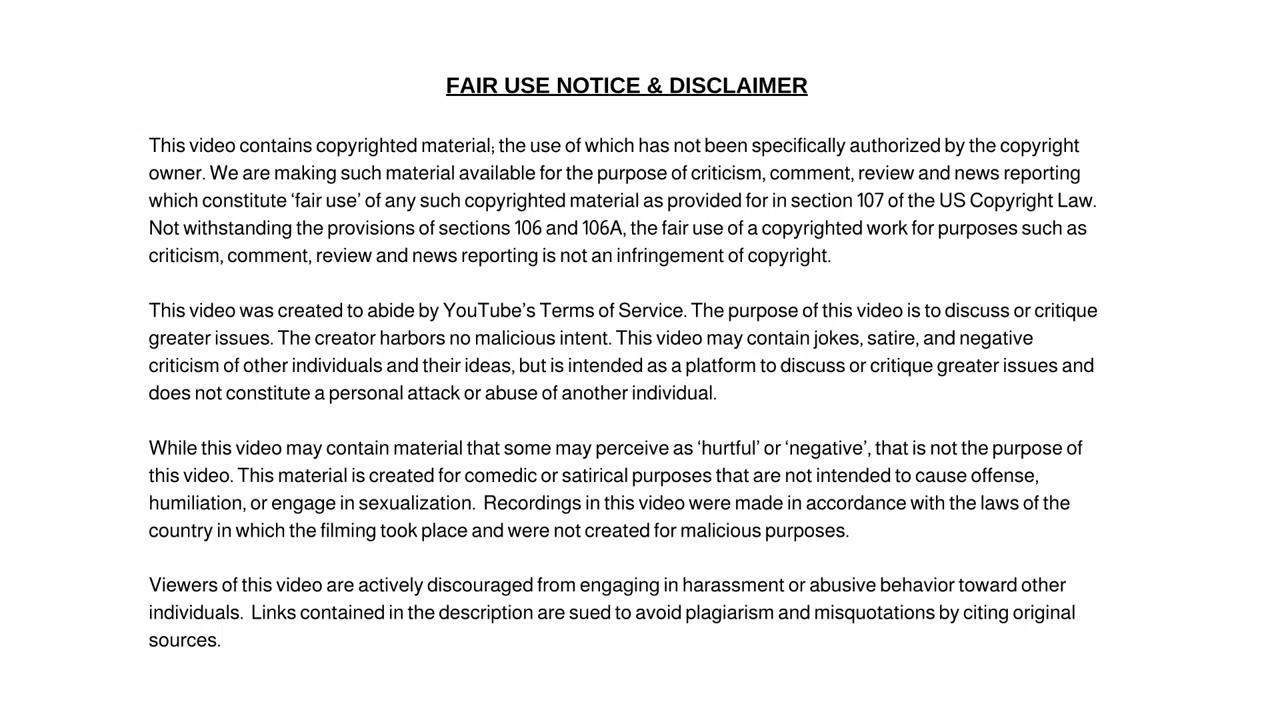 FAIR USE NOTICE & DISCLAIMER
This video contains copyrighted material; the use of which has not been specifically authorized by the copyright
owner. We are making such material available for the purpose of criticism, comment, review and news reporting
which constitute ‘fair use’ of any such copyrighted material as provided for in section 107 of the US Copyright Law.
Not withstanding the provisions of sections 106 and 106A, the fair use of a copyrighted work for purposes such as
criticism, comment, review and news reporting is not an infringement of copyright.
This video was created to abide by YouTube’s Terms of Service. The purpose of this video is to discuss or critique
greater issues. The creator harbors no malicious intent. This video may contain jokes, satire, and negative
criticism of other individuals and their ideas, but is intended as a platform to discuss or critique greater issues and
does not constitute a personal attack or abuse of another individual.
While this video may contain material that some may perceive as ‘hurtful’ or ‘negative’, that is not the purpose of
this video. This material is created for comedic or satirical purposes that are not intended to cause offense,
humiliation, or engage in sexualization.  Recordings in this video were made in accordance with the laws of the
country in which the filming took place and were not created for malicious purposes.
Viewers of this video are actively discouraged from engaging in harassment or abusive behavior toward other
individuals.  Links contained in the description are sued to avoid plagiarism and misquotations by citing original
sources.